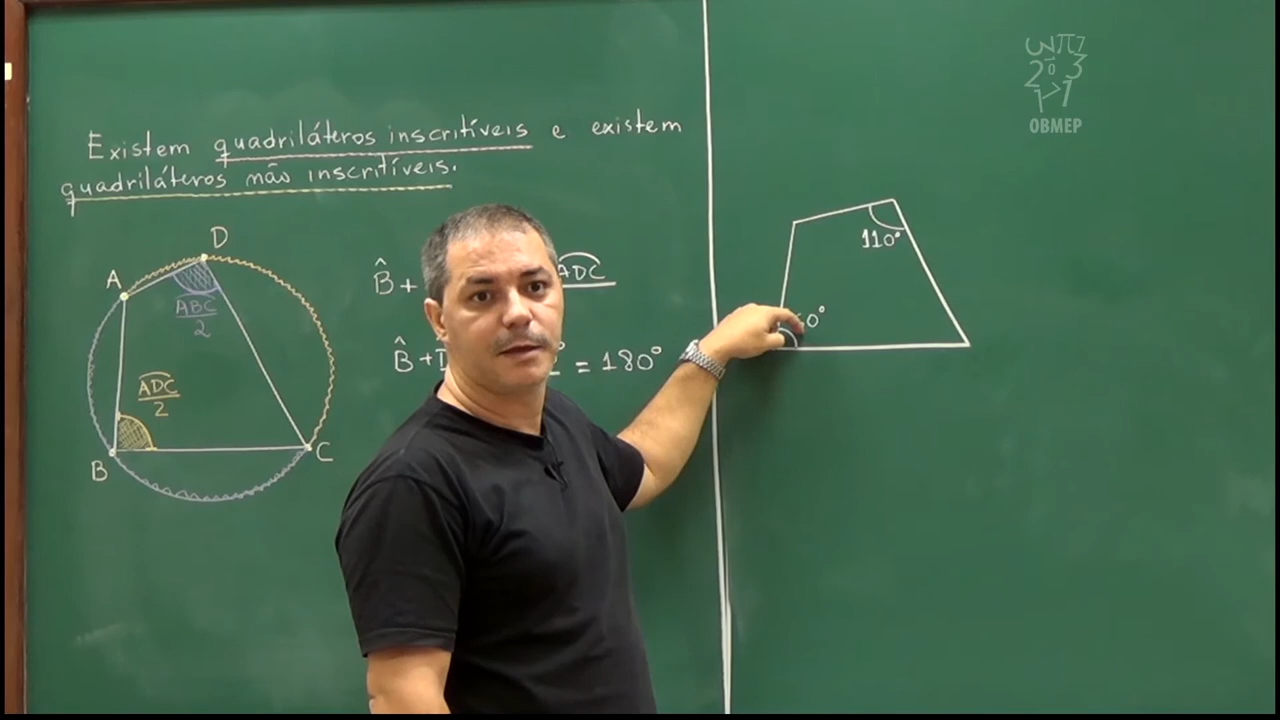 Existem quadriláteros inscritíveis e existem
quadriláteros não inscritíveis.
D
A
ABC
2
ADC
2
B
C
B̂ +
ADC
B̂ +
= 180°
110°
OBMEP